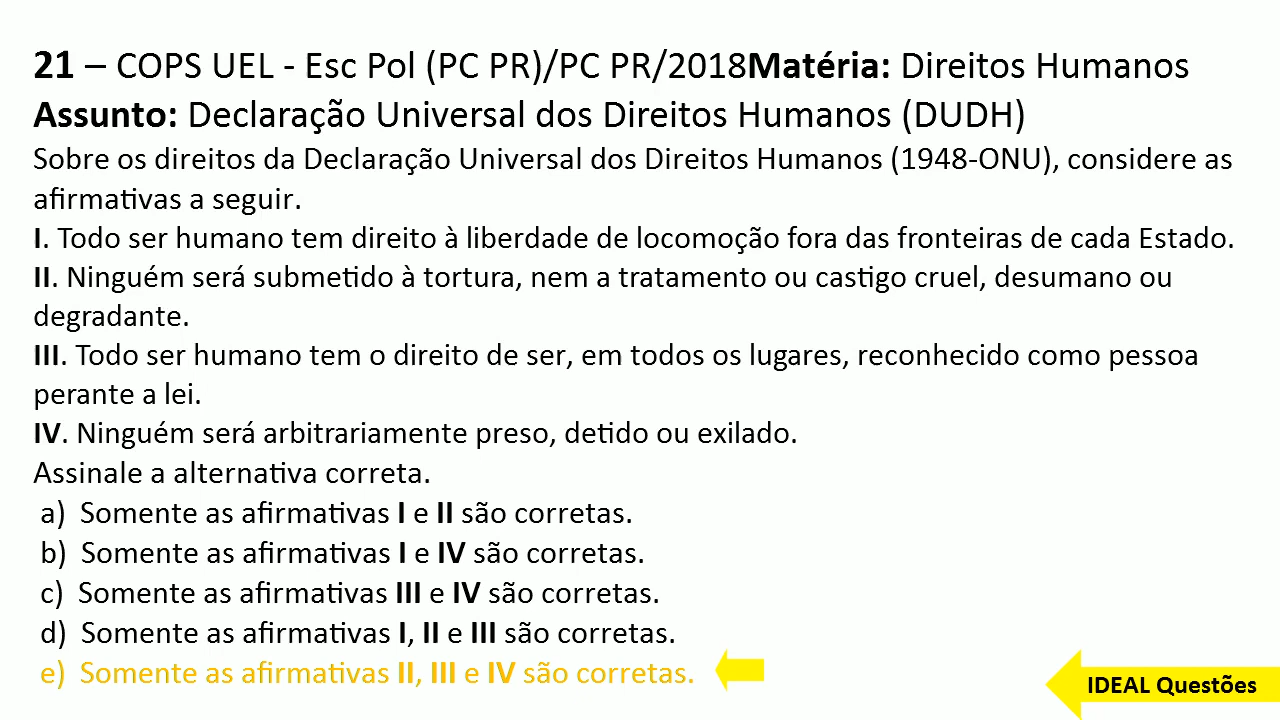 21 – COPS UEL - Esc Pol (PC PR)/PC PR/2018Matéria: Direitos Humanos
Assunto: Declaração Universal dos Direitos Humanos (DUDH)
Sobre os direitos da Declaração Universal dos Direitos Humanos (1948-ONU), considere as
afirmativas a seguir.
I. Todo ser humano tem direito à liberdade de locomoção fora das fronteiras de cada Estado.
II. Ninguém será submetido à tortura, nem a tratamento ou castigo cruel, desumano ou
degradante.
III. Todo ser humano tem o direito de ser, em todos os lugares, reconhecido como pessoa
perante a lei.
IV. Ninguém será arbitrariamente preso, detido ou exilado.
Assinale a alternativa correta.
a) Somente as afirmativas I e II são corretas.
b) Somente as afirmativas I e IV são corretas.
c) Somente as afirmativas III e IV são corretas.
d) Somente as afirmativas I, II e III são corretas.
e) Somente as afirmativas II, III e IV são corretas.
IDEAL Questões